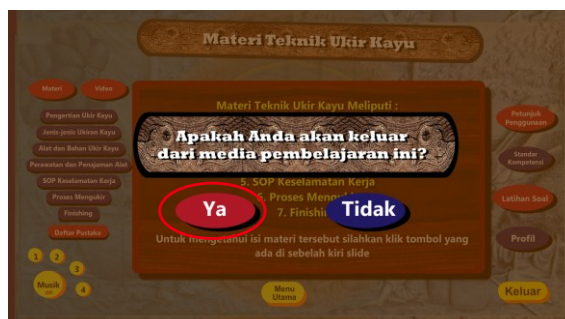 Materi Teknik Ukir Kayu
Materi
Video
Pengertian Ukir Kayu
Jenis-jenis Ukiran Kayu
Alat dan Bahan Ukir Kayu
Perawatan dan Penajaman Alat
SOP Keselamatan Kerja
Proses Mengukir
Finishing
Daftar Pustaka
1
2
3
4
Musik
Materi Teknik Ukir Kayu Meliputi :
Apakah Anda akan keluar
dari media pembelajaran ini?
5. SOP Keselamatan Kerja
Proses
7. Finishing
Ya
Tidak
Untuk mengetahui isi materi tersebut silahkan klik tombol yang
ada di sebelah kiri slide
Menu
Utama
Petunjuk
Penggunaan
Standar
Kompetensi
Latihan Soal
Profil
Keluar